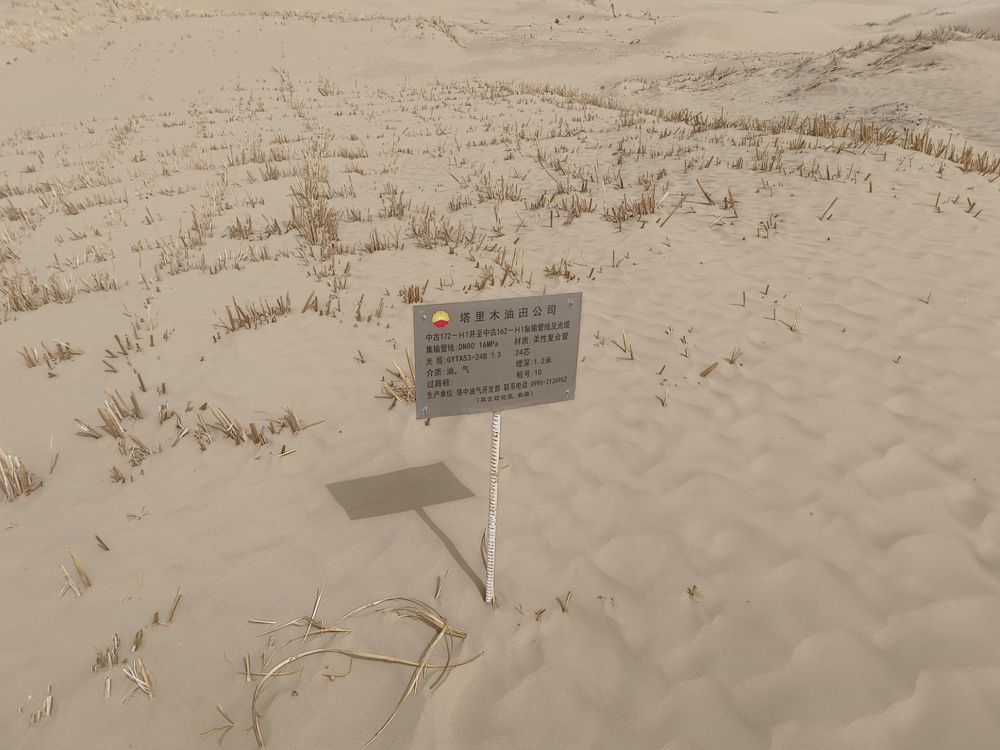 塔里木油田公司
中古172－H1井至中古162－H1集输管线及光缆
集输管线:DN80 16MPa 材质:柔性复合管
光 缆:GYTA53-24B 1.3 24芯
介质:油，气 埋深:1.2米
过路桩: 桩号:10
生产单位:塔中油气开发部 联系电话:0996-2136962
（高含硫化氢.有毒）